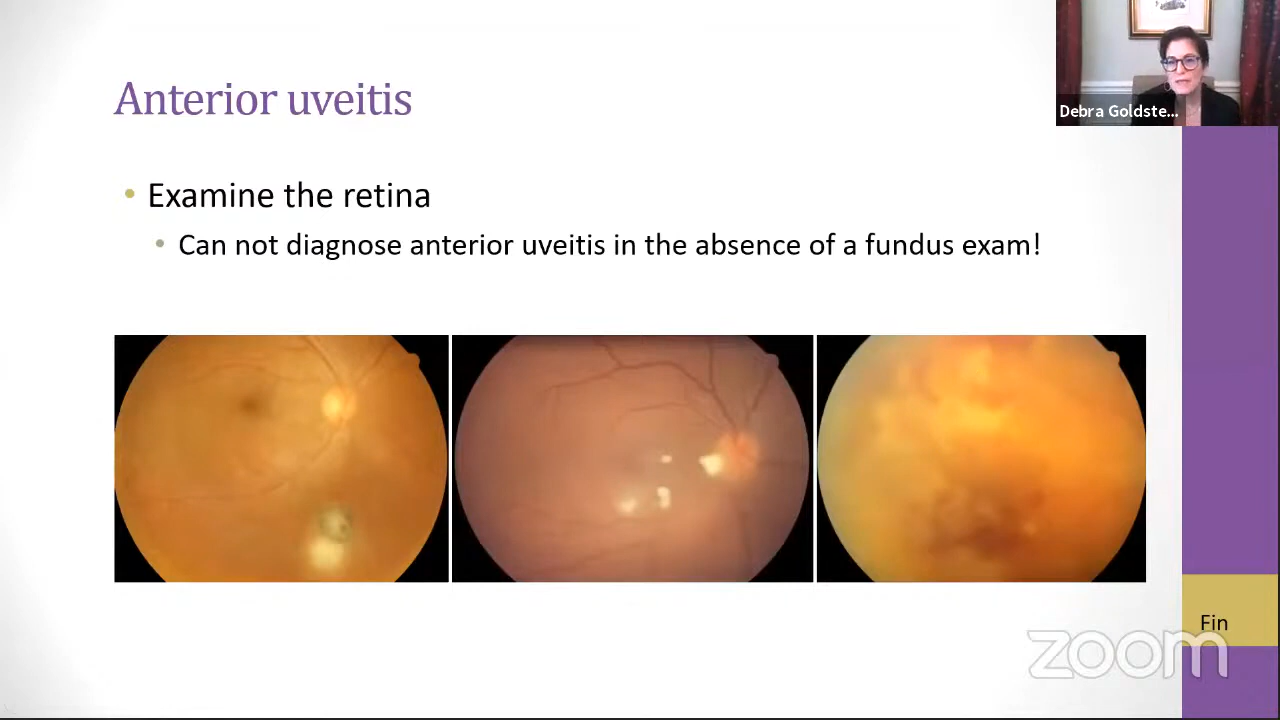 Anterior uveitis
Debra Goldste...
• Examine the retina
• Can not diagnose anterior uveitis in the absence of a fundus exam!
Fin
zoom